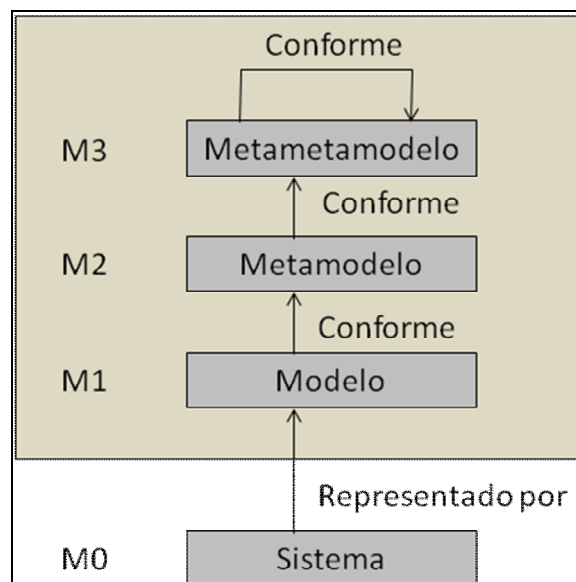 Conforme
M3
Metametamodelo
Conforme
M2
Metamodelo
Conforme
M1
Modelo
Representado por
M0
Sistema